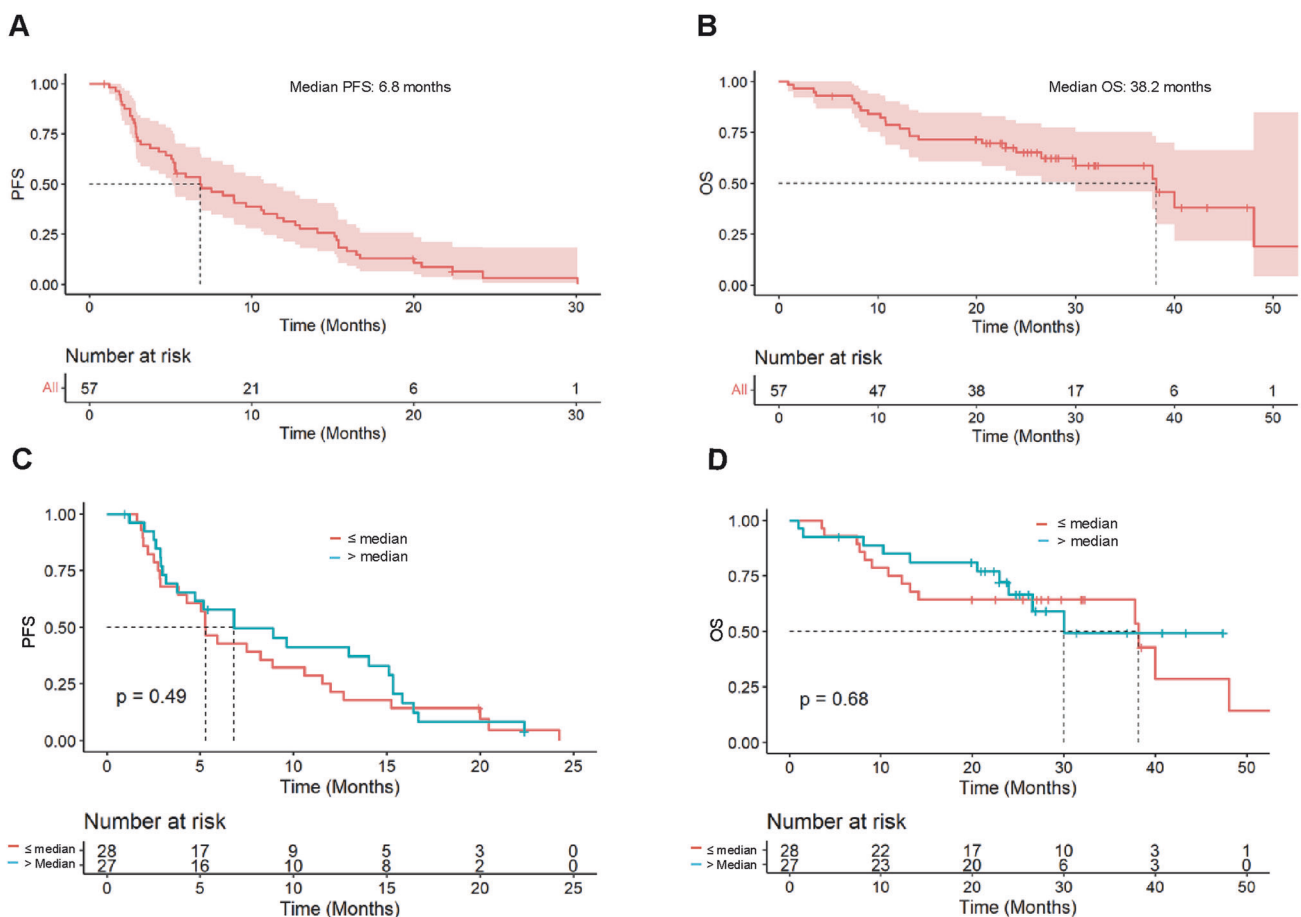 A
Median PFS: 6.8 months
PFS
1.00
0.75
0.50
0.25
0.00
0 10 20 30
Time (Months)
Number at risk
All 57 21 6 1
0 10 20 30
Time (Months)
B
Median OS: 38.2 months
OS
1.00
0.75
0.50
0.25
0.00
0 10 20 30 40 50
Time (Months)
Number at risk
All 57 47 38 17 6 1
0 10 20 30 40 50
Time (Months)
C
≤ median
> median
PFS
1.00
0.75
0.50
0.25
0.00
p = 0.49
0 5 10 15 20 25
Time (Months)
Number at risk
≤ median 28 17 9 5 3 0
> Median 27 16 10 8 2 0
0 5 10 15 20 25
Time (Months)
D
≤ median
> median
OS
1.00
0.75
0.50
0.25
0.00
p = 0.68
0 10 20 30 40 50
Time (Months)
Number at risk
≤ median 28 22 17 10 3 1
> Median 27 23 20 6 3 0
0 10 20 30 40 50
Time (Months)